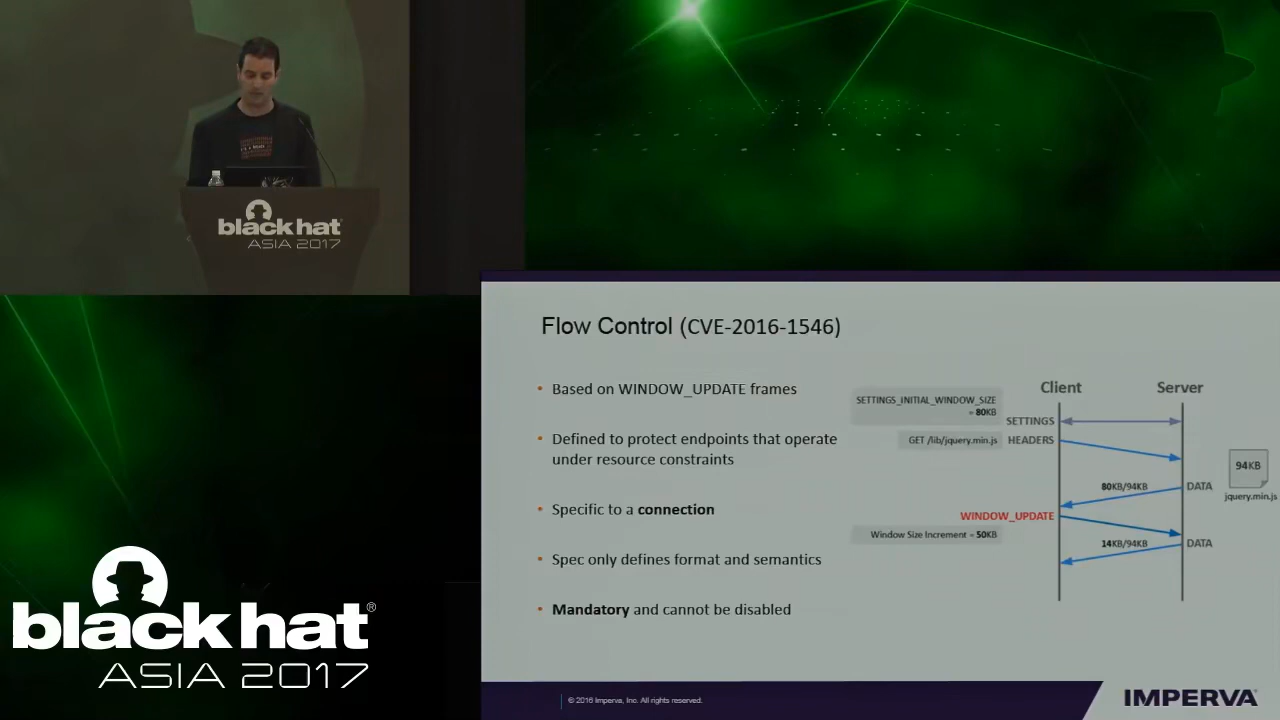 black hat
ASIA 2017
Flow Control (CVE-2016-1546)
• Based on WINDOW_UPDATE frames
• Defined to protect endpoints that operate
under resource constraints
• Specific to a connection
• Spec only defines format and semantics
• Mandatory and cannot be disabled
Client
Server
SETTINGS_INITIAL_WINDOW_SIZE
= 80KB
SETTINGS
GET /lib/jquery.min.js
HEADERS
94KB
jquery.min.js
80KB/94KB
DATA
WINDOW_UPDATE
Window Size Increment = 50KB
14KB/94KB
DATA
© 2016 Imperva, Inc. All rights reserved.
IMPERVA
black hat®
ASIA 2017